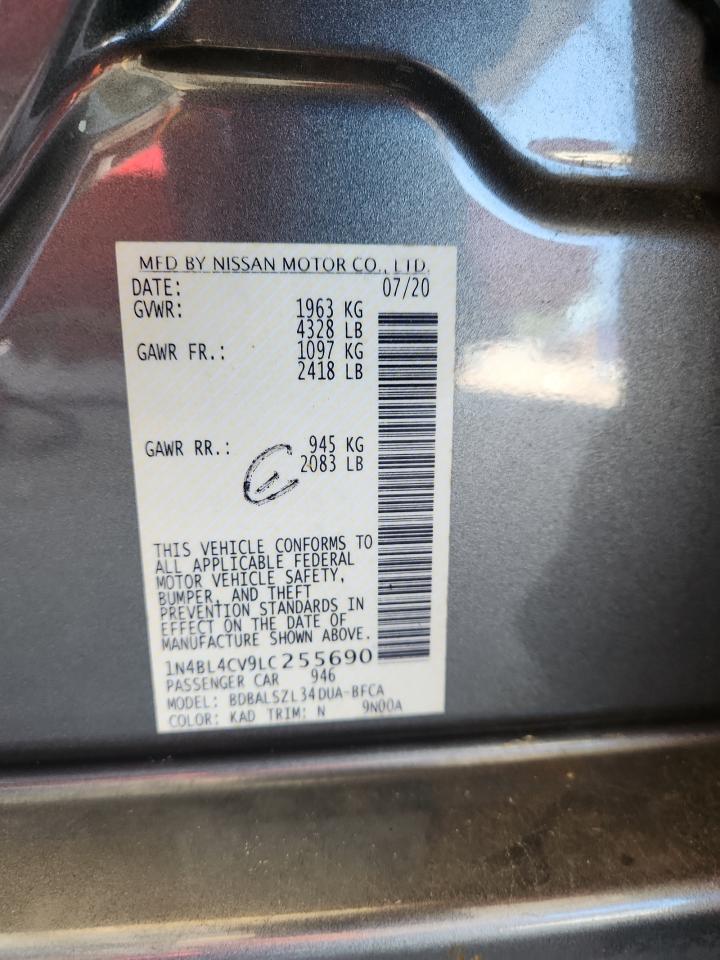 MFD BY NISSAN MOTOR CO., LTD.
DATE: 07/20
GVWR: 1963 KG
4328 LB
GAWR FR.: 1097 KG
2418 LB
GAWR RR.: 945 KG
2083 LB
THIS VEHICLE CONFORMS TO
ALL APPLICABLE FEDERAL
MOTOR VEHICLE SAFETY,
BUMPER, AND THEFT
PREVENTION STANDARDS IN
EFFECT ON THE DATE OF
MANUFACTURE SHOWN ABOVE.
1N4BL4CV9LC255690
PASSENGER CAR 946
MODEL: BDBALSZL34DUA-BFCA
COLOR: KAD TRIM: N 9N00A